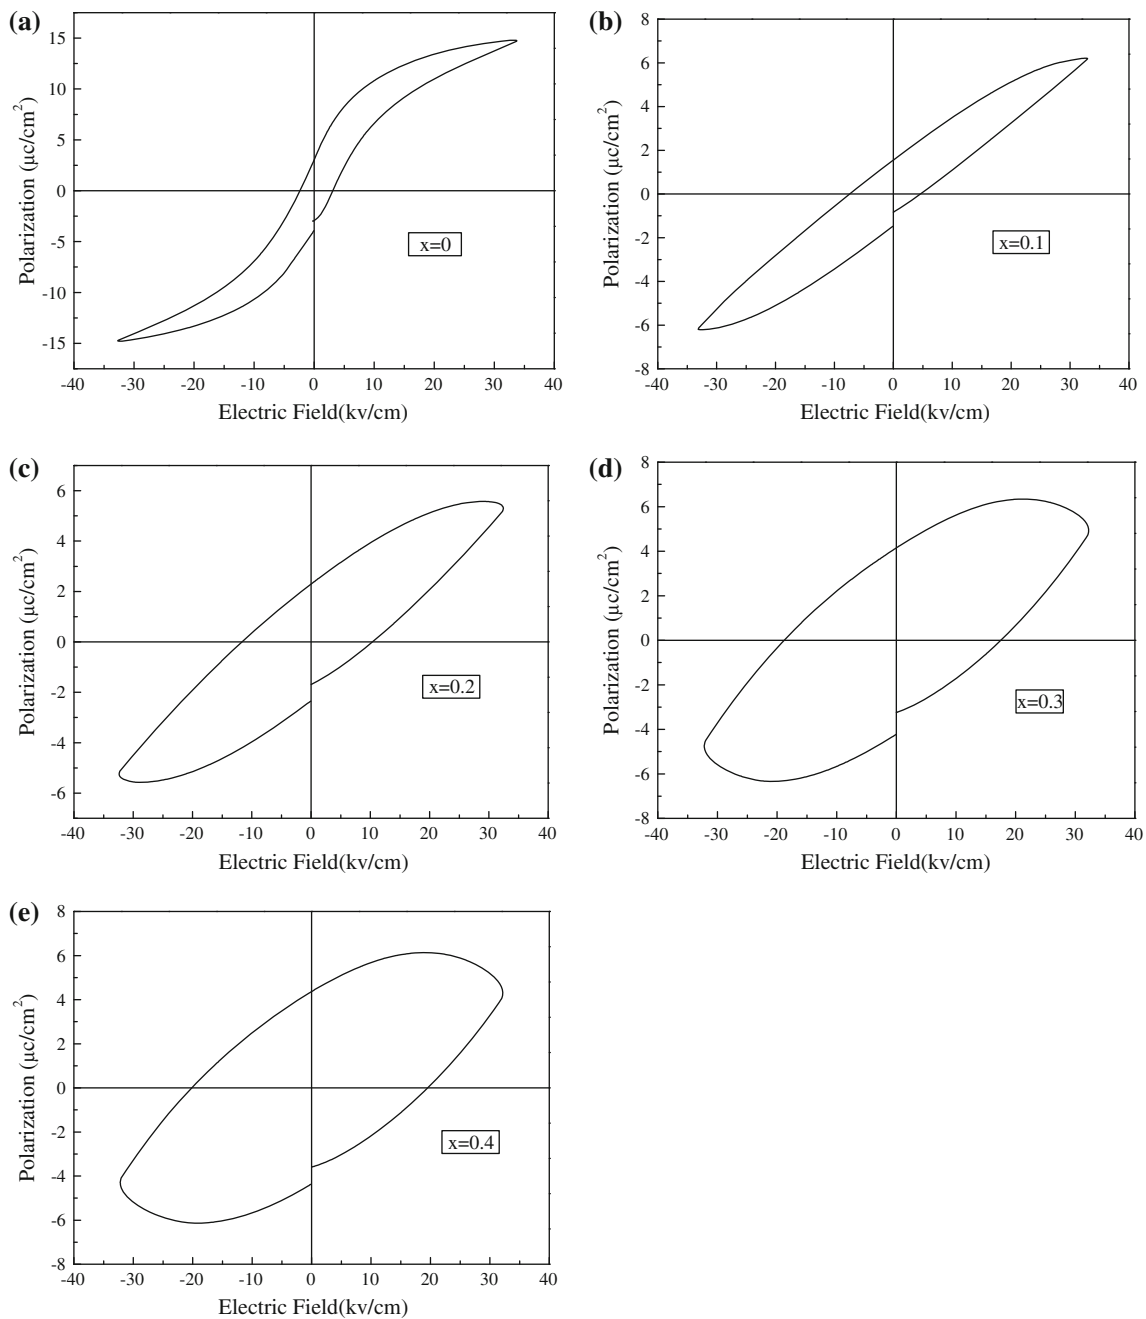 (a)
15
10
5
0
-5
-10
-15
-40 -30 -20 -10 0 10 20 30 40
Polarization (μc/cm²)
Electric Field(kv/cm)
x=0
(b)
8
6
4
2
0
-2
-4
-6
-8
-40 -30 -20 -10 0 10 20 30 40
Polarization (μc/cm²)
Electric Field(kv/cm)
x=0.1
(c)
6
4
2
0
-2
-4
-6
-40 -30 -20 -10 0 10 20 30 40
Polarization (μc/cm²)
Electric Field(kv/cm)
x=0.2
(d)
8
6
4
2
0
-2
-4
-6
-8
-40 -30 -20 -10 0 10 20 30 40
Polarization (μc/cm²)
Electric Field(kv/cm)
x=0.3
(e)
8
6
4
2
0
-2
-4
-6
-8
-40 -30 -20 -10 0 10 20 30 40
Polarization (μc/cm²)
Electric Field(kv/cm)
x=0.4